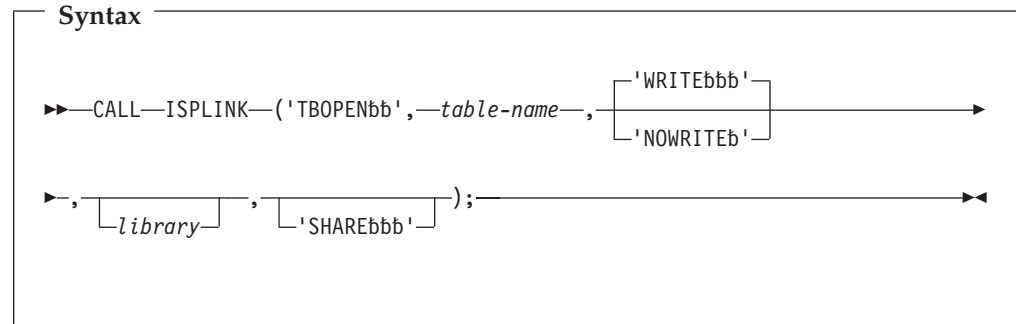 Syntax
'WRITEƀƀƀ'
CALL ISPLINK ('TBOPENƀƀ', table-name ,
'NOWRITEƀ'
, , );
library 'SHAREƀƀƀ'